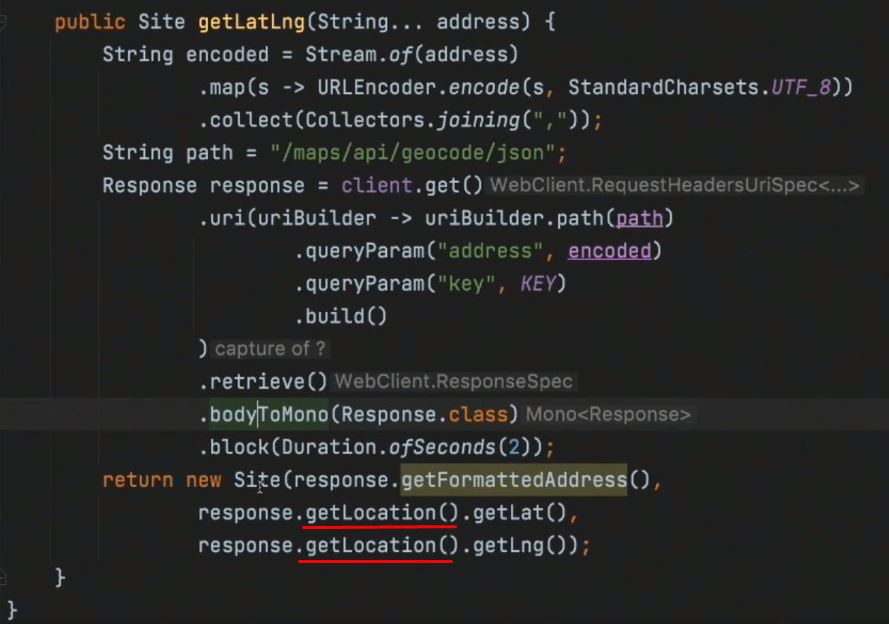 public Site getLatLng(String... address) {
String encoded = Stream.of(address)
.map(s -> URLEncoder.encode(s, StandardCharsets.UTF_8))
.collect(Collectors.joining(","));
String path = "/maps/api/geocode/json";
Response response = client.get() WebClient.RequestHeadersUriSpec<...>
.uri(uriBuilder -> uriBuilder.path(path)
.queryParam("address", encoded)
.queryParam("key", KEY)
.build()
) capture of ?
.retrieve() WebClient.ResponseSpec
.bodyToMono(Response.class) Mono<Response>
.block(Duration.ofSeconds(2));
return new Site(response.getFormattedAddress(),
response.getLocation().getLat(),
response.getLocation().getLng());
}
}